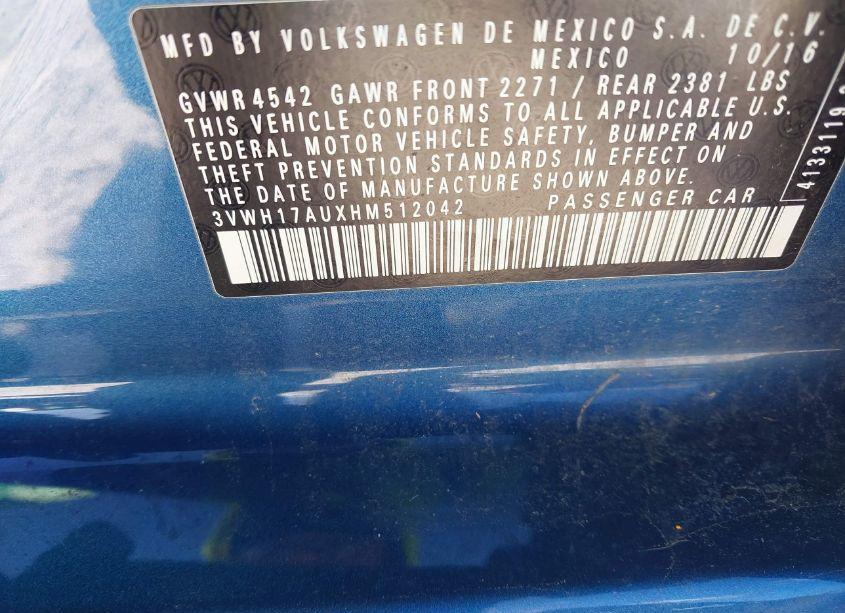 MFD BY VOLKSWAGEN DE MEXICO S.A. DE C.V.
MEXICO 10/16
GVWR 4542 GAWR FRONT 2271 / REAR 2381 LBS
THIS VEHICLE CONFORMS TO ALL APPLICABLE U.S.
FEDERAL MOTOR VEHICLE SAFETY, BUMPER AND
THEFT PREVENTION STANDARDS IN EFFECT ON
THE DATE OF MANUFACTURE SHOWN ABOVE.
3VWH17AUXHM512042 PASSENGER CAR
4133119